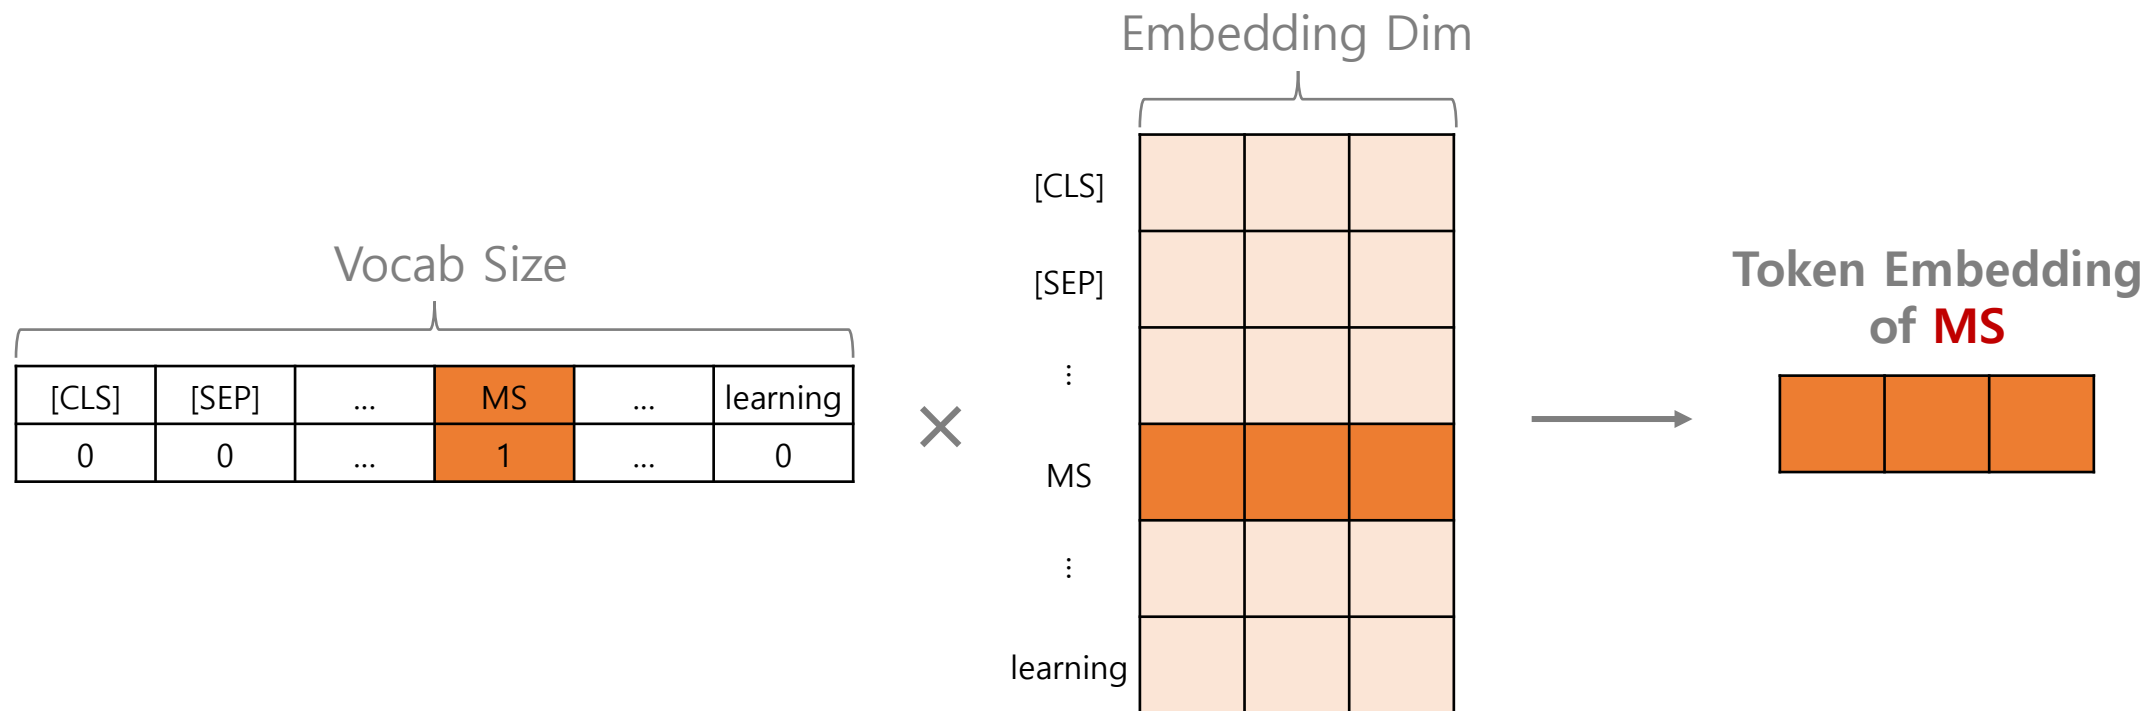 Embedding Dim
Vocab Size
[CLS] [SEP] ... MS ... learning
0 0 ... 1 ... 0
×
[CLS]
[SEP]
⋮
MS
⋮
learning
Token Embedding
of MS